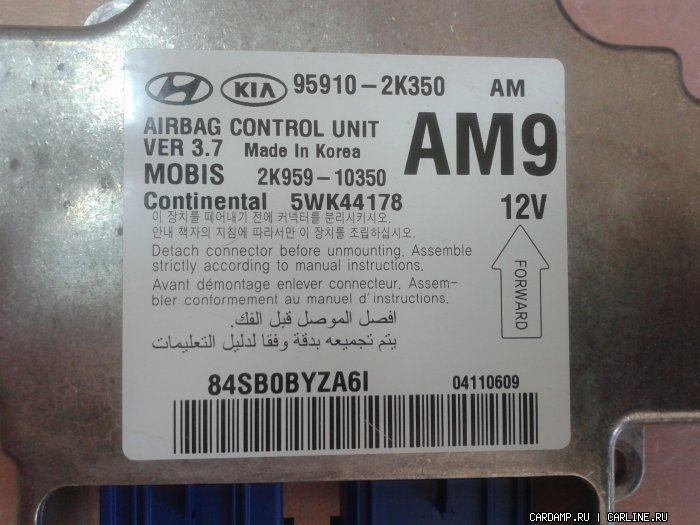 HYUNDAI KIA 95910-2K350 AM
AIRBAG CONTROL UNIT
VER 3.7 Made In Korea
AM9
MOBIS 2K959-10350
Continental 5WK44178
12V
이 장치를 떼어내기 전에 커넥터를 분리시키시오.
안내 책자의 지침에 따라서만 이 장치를 조립하십시오.
Detach connector before unmounting. Assemble
strictly according to manual instructions.
Avant démontage enlever connecteur. Assem-
bler conformement au manuel d'instructions.
افصل الموصل قبل الفك.
يتم تجميعه بدقة وفقا لدليل التعليمات
FORWARD
84SB0BYZA6I
04110609
CARDAMP.RU | CARLINE.RU